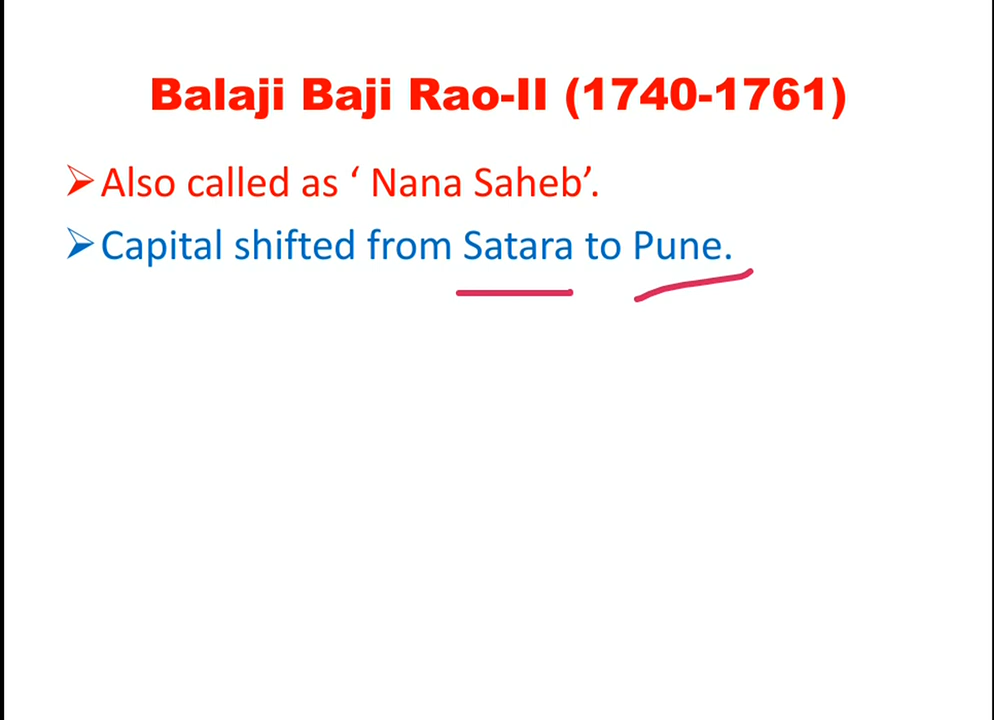 Balaji Baji Rao-II (1740-1761)
➢Also called as ‘ Nana Saheb’.
➢Capital shifted from Satara to Pune.